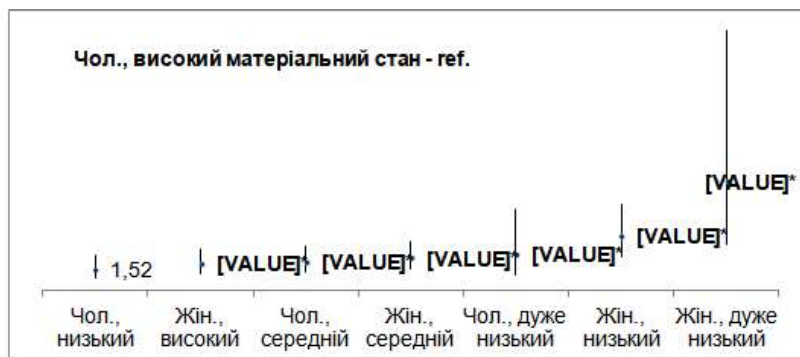 Чол., високий матеріальний стан - ref.
[VALUE]*
[VALUE]*
1,52 [VALUE]* [VALUE]* [VALUE]* [VALUE]*
Чол., Жін., Чол., Жін., Чол., дуже Жін., Жін., дуже
низький високий середній середній низький низький низький